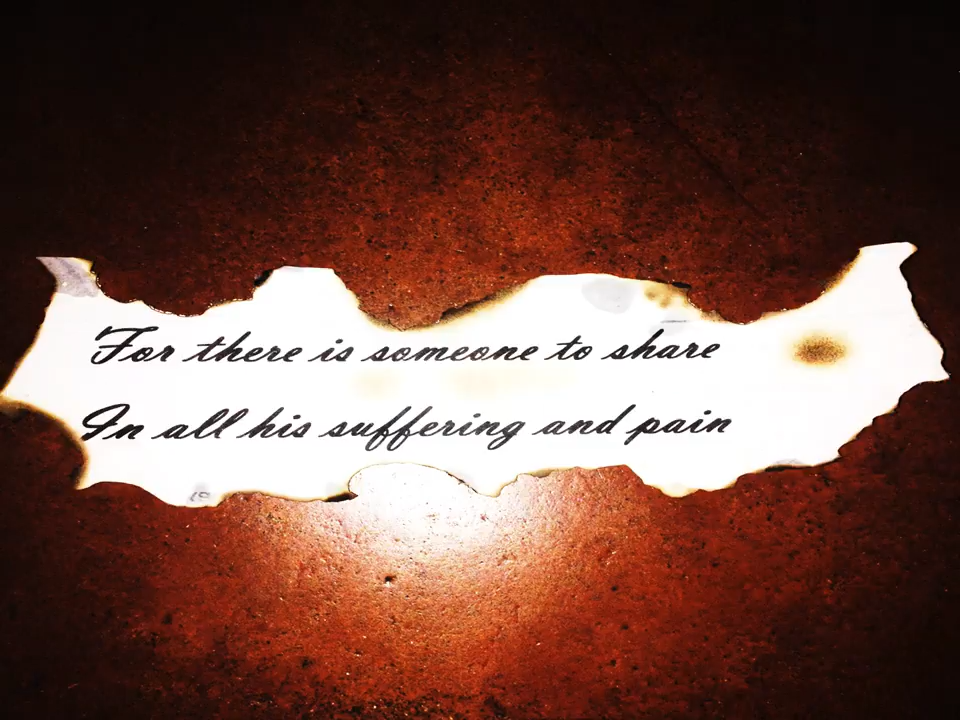 For there is someone to share
In all his suffering and pain